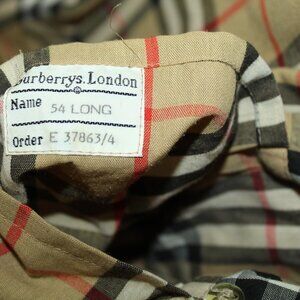 Burberrys.London
Name 54 LONG
Order E 37863/4